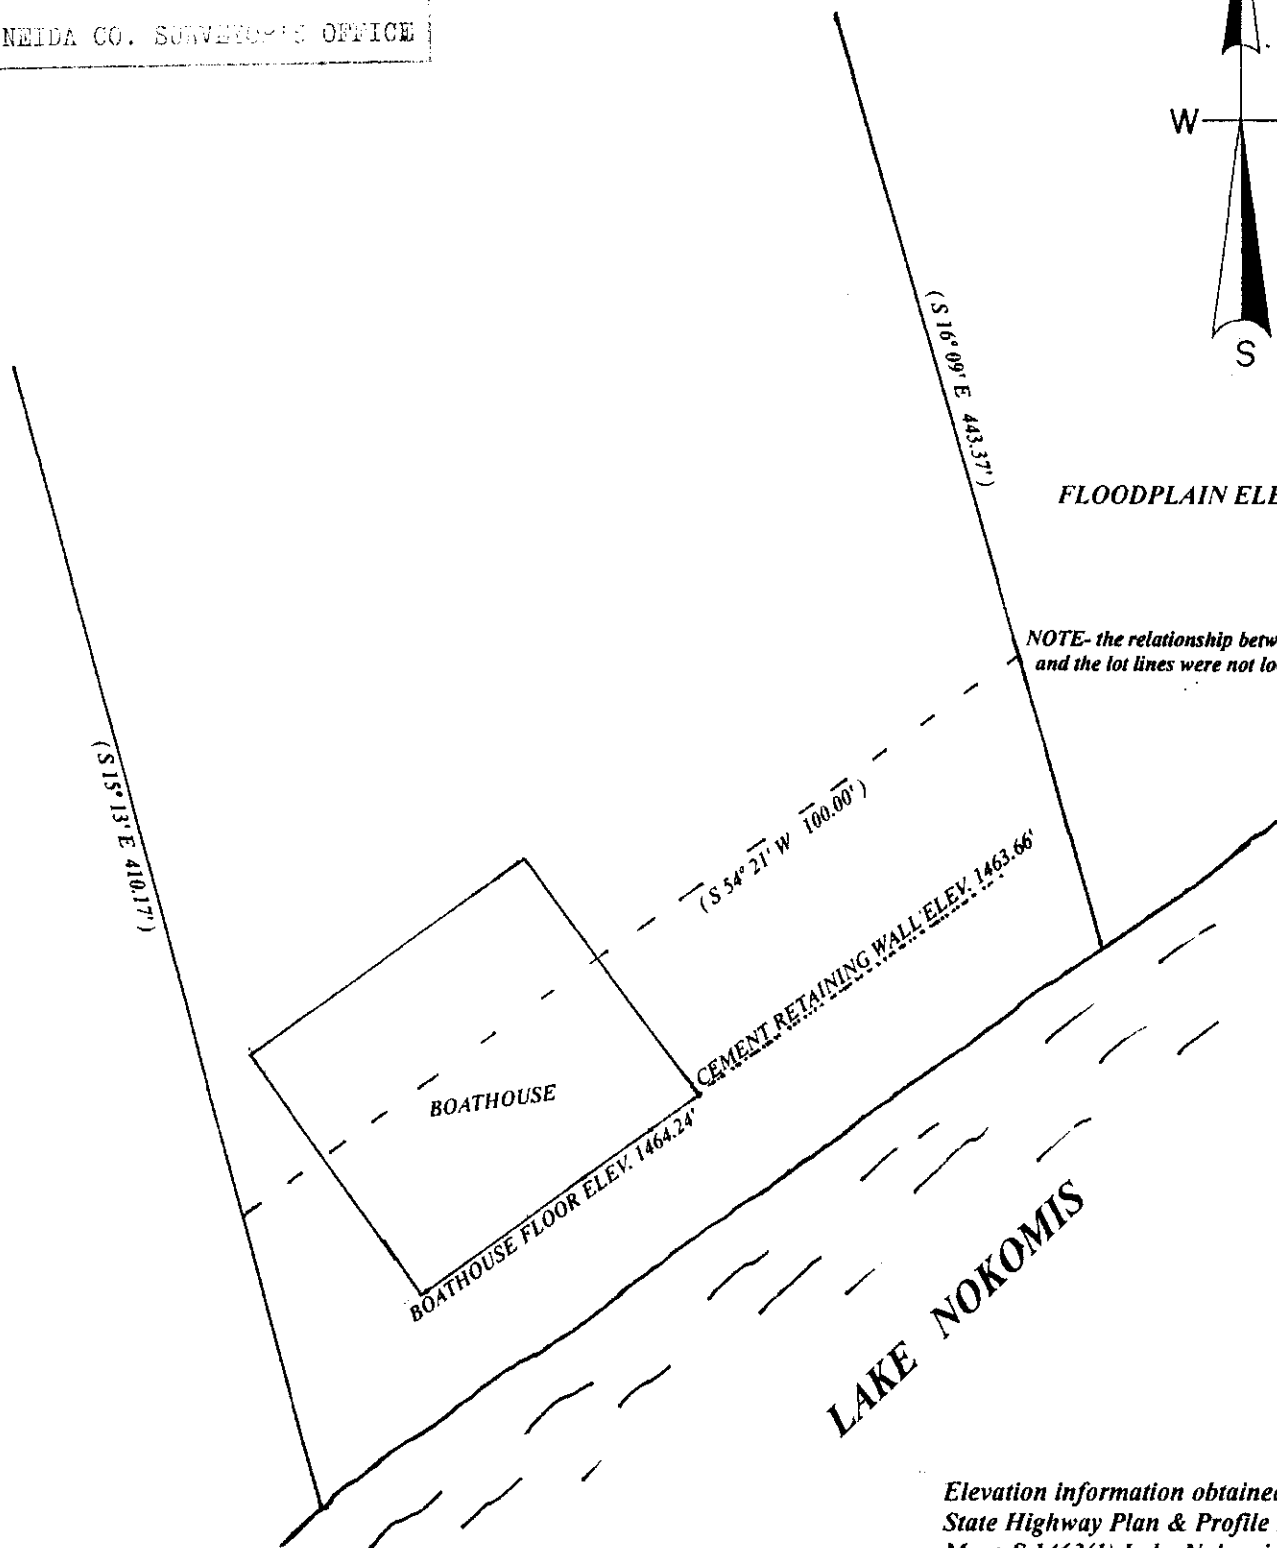 NEIDA CO. SURVEYOR'S OFFICE
W
S
(S 16° 09' E 443.37')
FLOODPLAIN ELE
NOTE- the relationship betw
and the lot lines were not lo
(S 15° 13' E 410.17')
(S 54° 21' W 100.00')
CEMENT RETAINING WALL ELEV. 1463.66'
BOATHOUSE
BOATHOUSE FLOOR ELEV. 1464.24'
LAKE NOKOMIS
Elevation information obtained
State Highway Plan & Profile